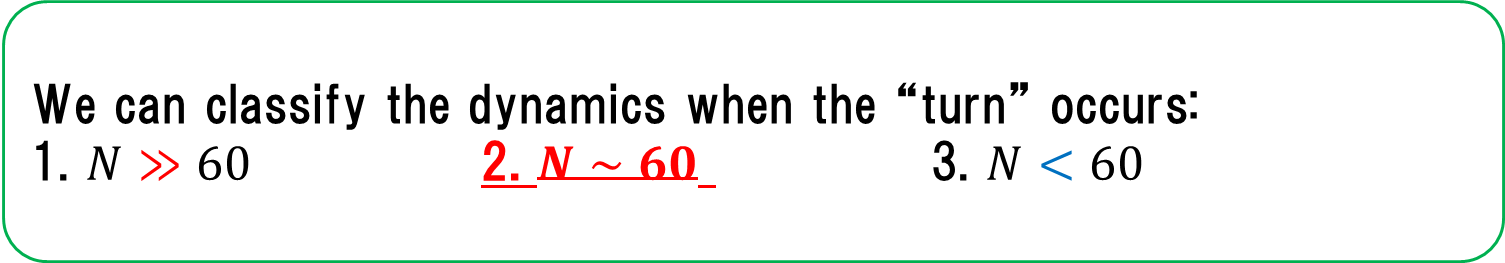 We can classify the dynamics when the “turn” occurs:
1. N ≫ 60 2. N ~ 60 3. N < 60